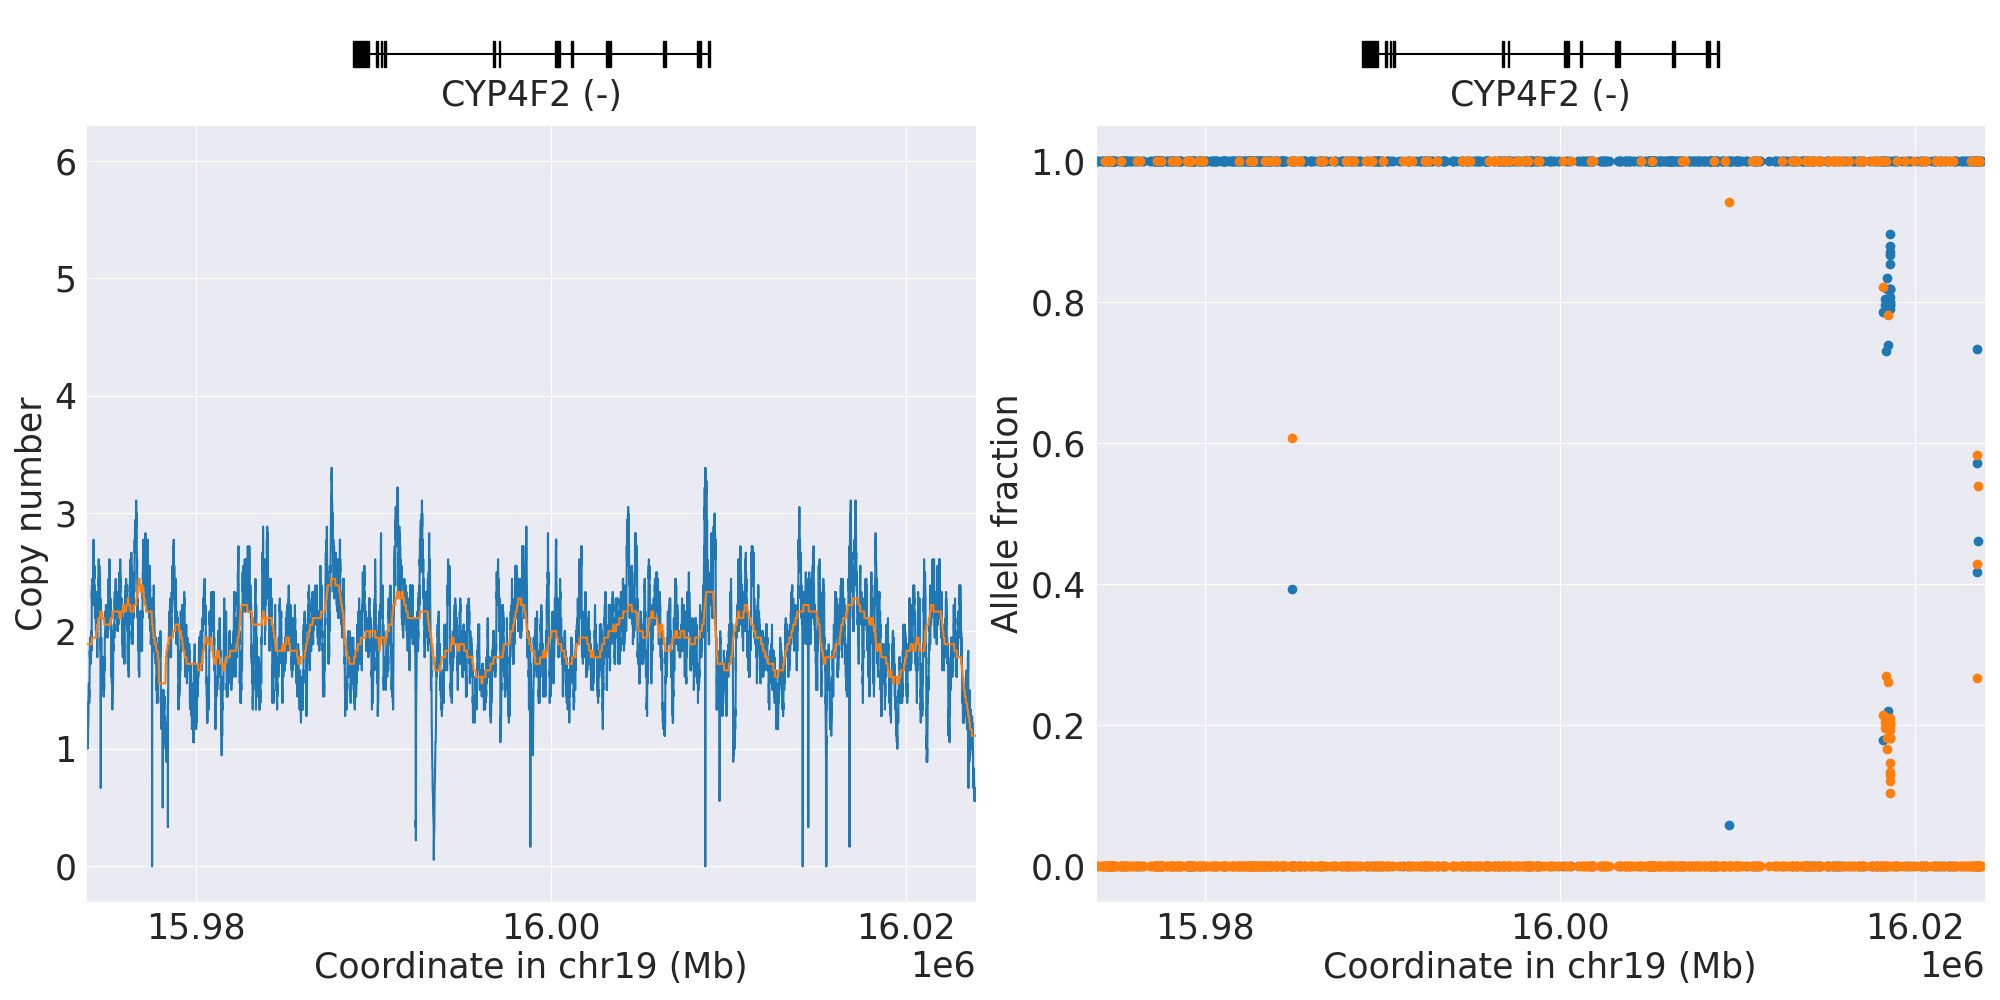 CYP4F2 (-)
6
5
4
3
2
1
0
Copy number
15.98
16.00
16.02
Coordinate in chr19 (Mb)
1e6
CYP4F2 (-)
1.0
0.8
0.6
0.4
0.2
0.0
Allele fraction
15.98
16.00
16.02
Coordinate in chr19 (Mb)
1e6